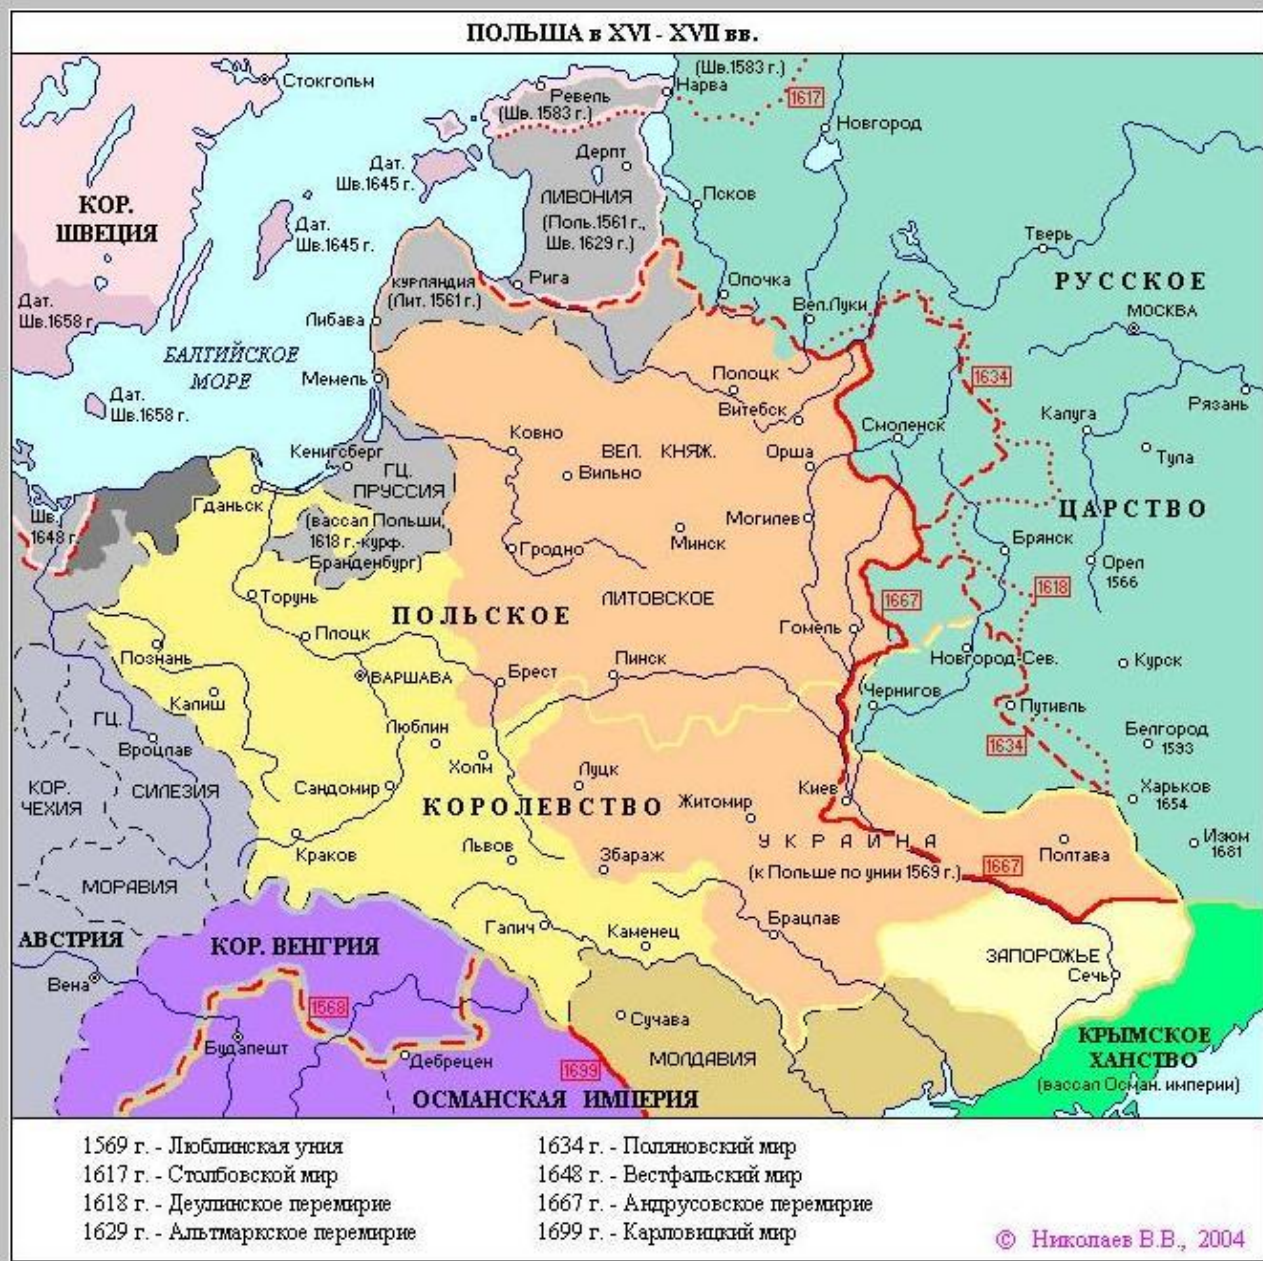 ПОЛЬША в XVI - XVII вв.
Стокгольм
(Шв. 1583 г.)
Нарва
1617
Ревель
(Шв. 1583 г.)
Новгород
Дерпт
Дат.
Шв.1645 г.
ЛИВОНИЯ
(Поль.1561 г.,
Шв. 1629 г.)
Псков
КОР.
ШВЕЦИЯ
Дат.
Шв.1645 г.
Тверь
КУРЛЯНДИЯ
(Лит. 1561 г.)
Рига
Опочка
Вел.Луки
РУССКОЕ
МОСКВА
Дат.
Шв.1658 г.
Либава
БАЛТИЙСКОЕ
МОРЕ
Мемель
Полоцк
Витебск
1634
Рязань
Дат.
Шв.1658 г.
Калуга
Смоленск
Тула
Ковно
ВЕЛ. КНЯЖ.
Орша
Кенигсберг
Вильно
ГЦ.
ПРУССИЯ
Гданьск
ЦАРСТВО
Шв.
1648 г.
(вассал Польши,
1618 г.-курф.
Бранденбург)
Могилев
Минск
Гродно
Брянск
Орел
1566
Торунь
ЛИТОВСКОЕ
1667
1618
ПОЛЬСКОЕ
Плоцк
Гомель
Познань
Пинск
Новгород-Сев.
Курск
ВАРШАВА
Брест
Калиш
Чернигов
Путивль
ГЦ.
Вроцлав
Люблин
Белгород
1593
1634
Холм
Луцк
КОР.
ЧЕХИЯ
СИЛЕЗИЯ
Сандомир
КОРОЛЕВСТВО
Житомир
Киев
Харьков
1654
Краков
Львов
Збараж
УКРАИНА
(к Польше по унии 1569 г.)
1667
Полтава
Изюм
1681
МОРАВИЯ
АВСТРИЯ
КОР. ВЕНГРИЯ
Галич
Каменец
Брацлав
ЗАПОРОЖЬЕ
Сечь
Вена
1568
Сучава
Будапешт
Дебрецен
1699
МОЛДАВИЯ
КРЫМСКОЕ
ХАНСТВО
(вассал Осман. империи)
ОСМАНСКАЯ ИМПЕРИЯ
1569 г. - Люблинская уния
1617 г. - Столбовской мир
1618 г. - Деулинское перемирие
1629 г. - Альтмаркское перемирие
1634 г. - Поляновский мир
1648 г. - Вестфальский мир
1667 г. - Андрусовское перемирие
1699 г. - Карловицкий мир
© Николаев В.В., 2004